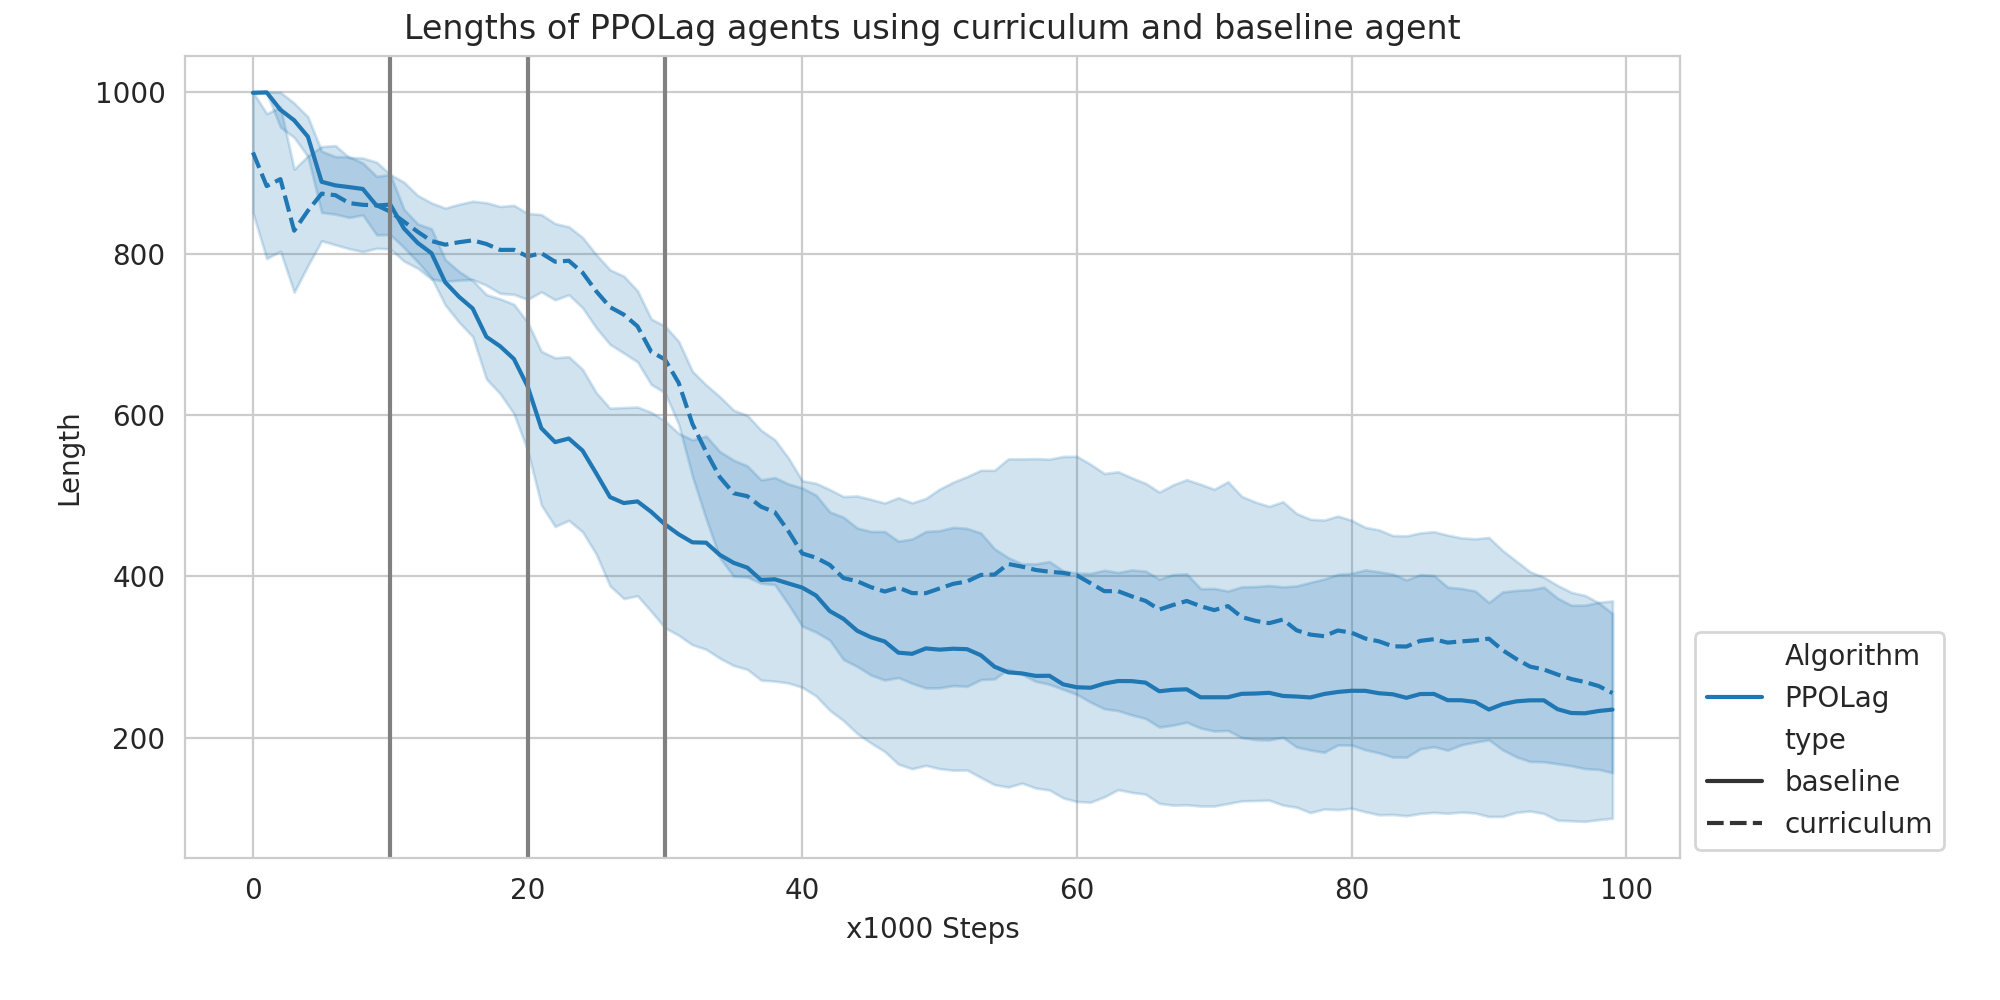 Lengths of PPOLag agents using curriculum and baseline agent
1000
800
600
400
200
Length
0 20 40 60 80 100
x1000 Steps
Algorithm
PPOLag
type
baseline
curriculum